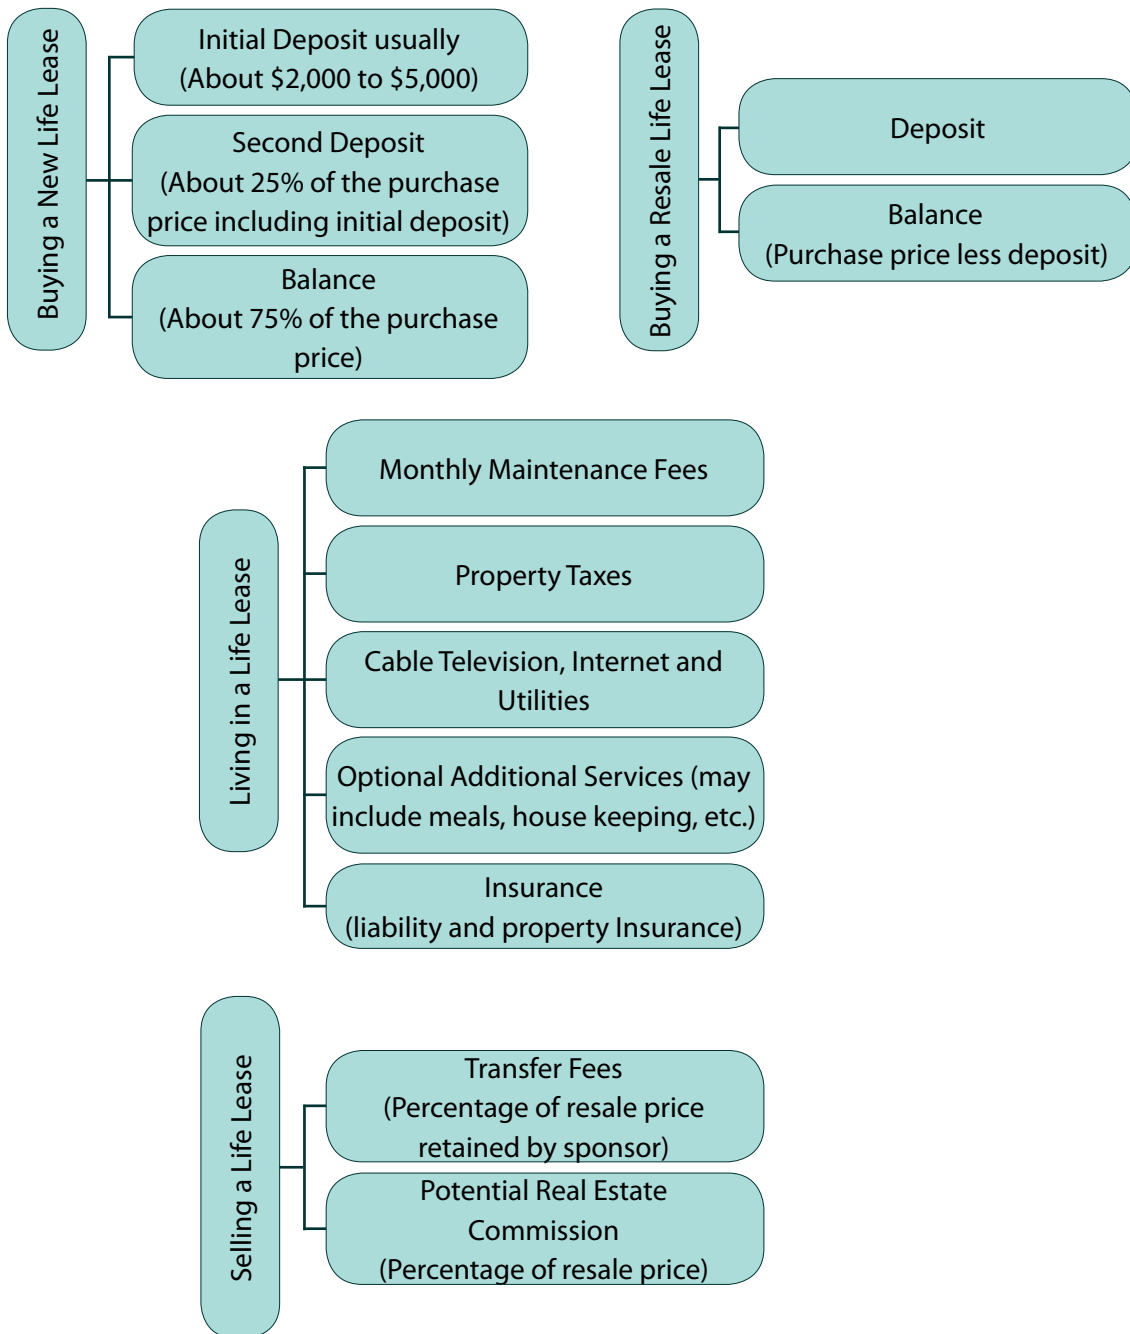 Buying a New Life Lease
Initial Deposit usually
(About $2,000 to $5,000)
Second Deposit
(About 25% of the purchase
price including initial deposit)
Balance
(About 75% of the purchase
price)
Buying a Resale Life Lease
Deposit
Balance
(Purchase price less deposit)
Living in a Life Lease
Monthly Maintenance Fees
Property Taxes
Cable Television, Internet and
Utilities
Optional Additional Services (may
include meals, house keeping, etc.)
Insurance
(liability and property Insurance)
Selling a Life Lease
Transfer Fees
(Percentage of resale price
retained by sponsor)
Potential Real Estate
Commission
(Percentage of resale price)